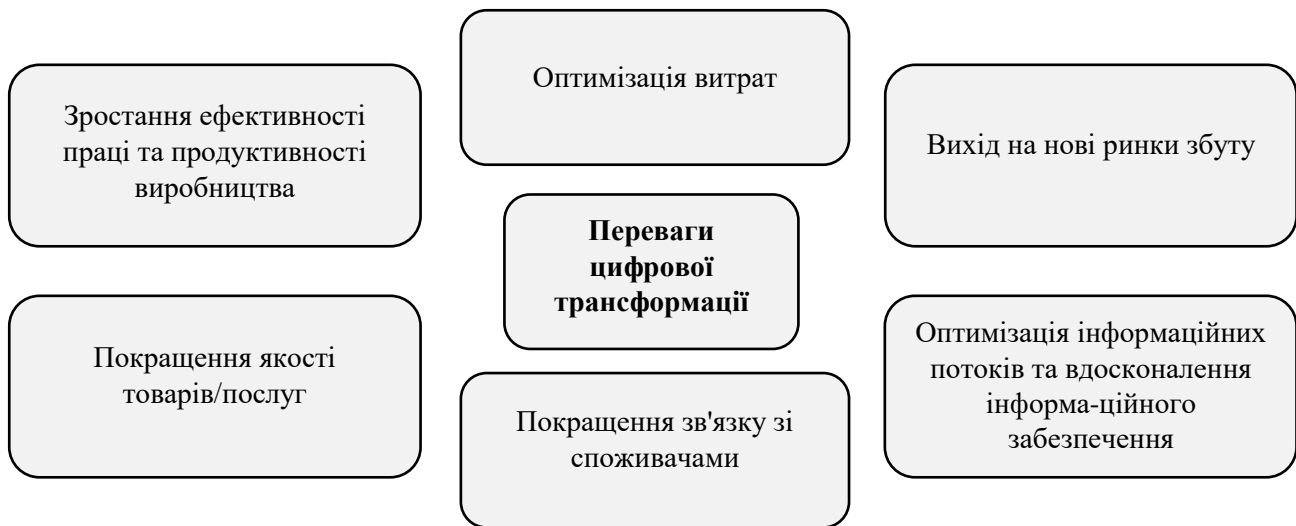 Зростання ефективності
праці та продуктивності
виробництва
Оптимізація витрат
Вихід на нові ринки збуту
Переваги
цифрової
трансформації
Покращення якості
товарів/послуг
Покращення зв'язку зі
споживачами
Оптимізація інформаційних
потоків та вдосконалення
інформа-ційного
забезпечення